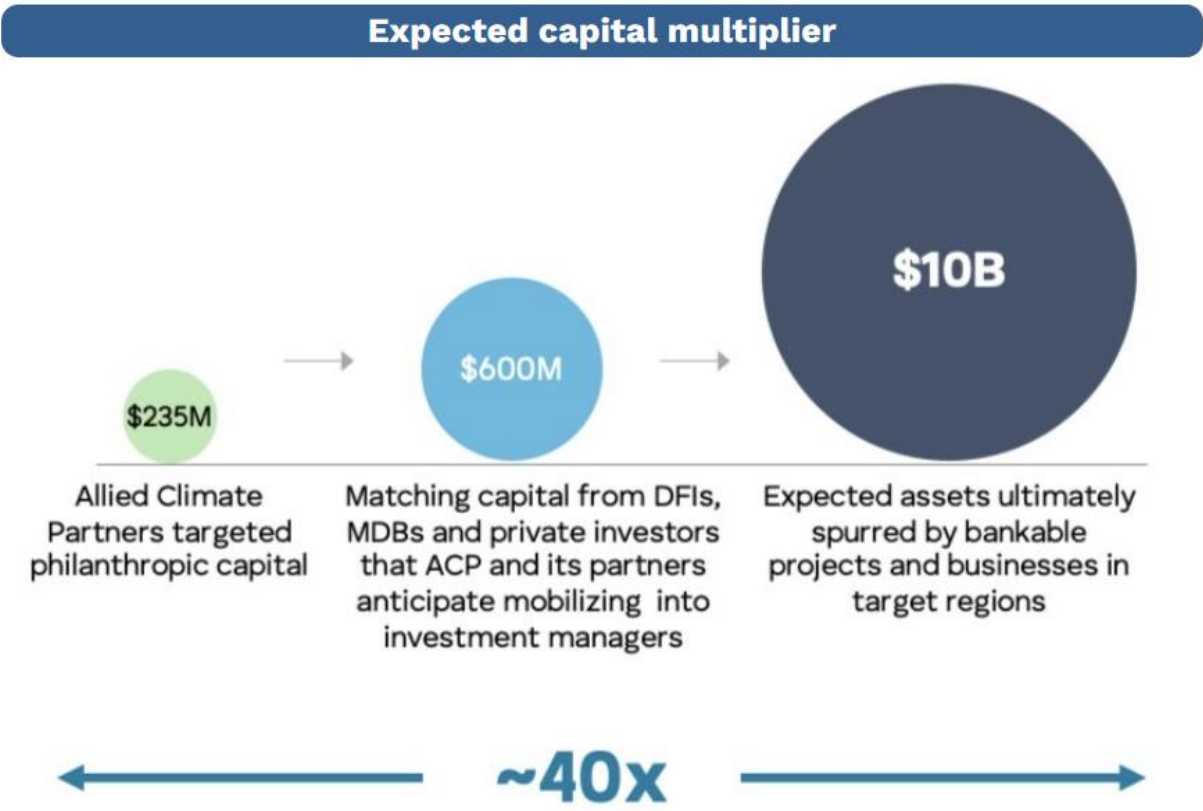 Expected capital multiplier
$10B
$600M
$235M
Allied Climate
Partners targeted
philanthropic capital
Matching capital from DFIs,
MDBs and private investors
that ACP and its partners
anticipate mobilizing into
investment managers
Expected assets ultimately
spurred by bankable
projects and businesses in
target regions
~40x